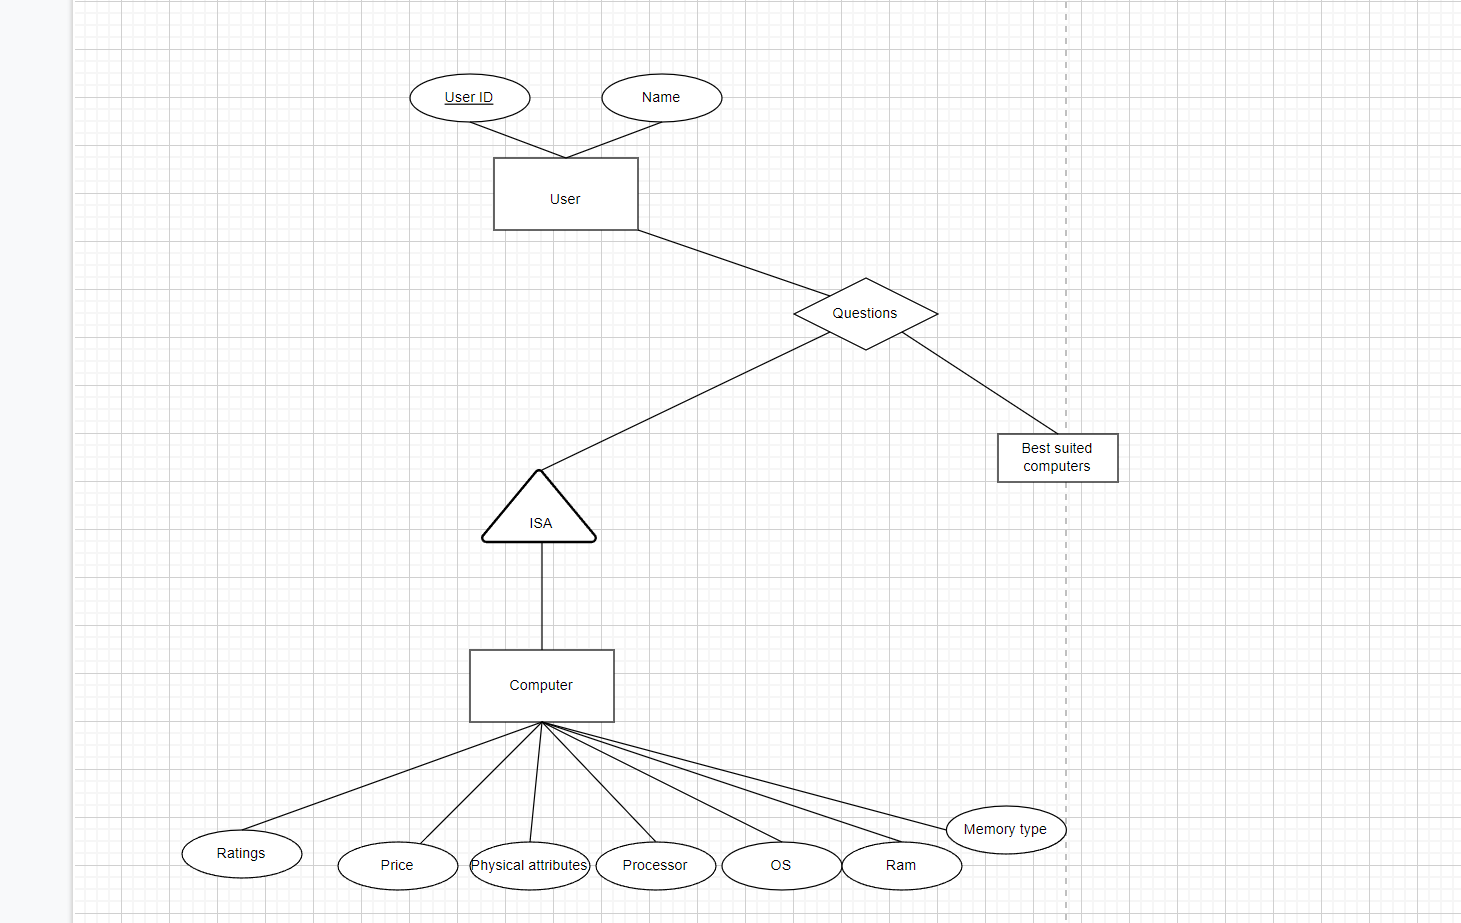 User ID
Name
User
Questions
Best suited
computers
ISA
Computer
Memory type
Ratings
Price
Physical attributes
Processor
OS
Ram